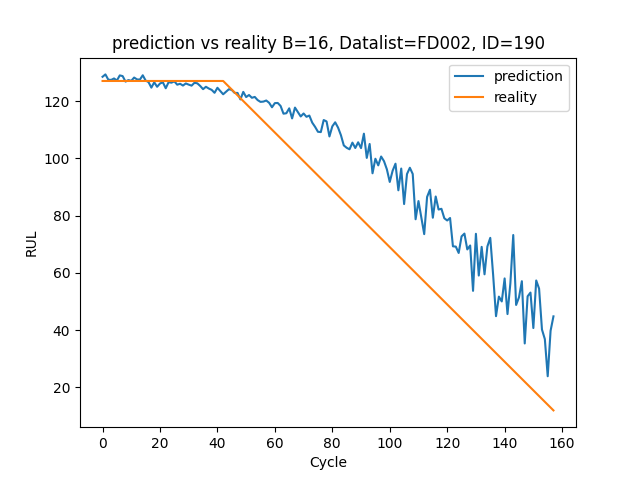 prediction vs reality B=16, Datalist=FD002, ID=190
prediction
reality
120
100
80
60
40
20
RUL
0 20 40 60 80 100 120 140 160
Cycle